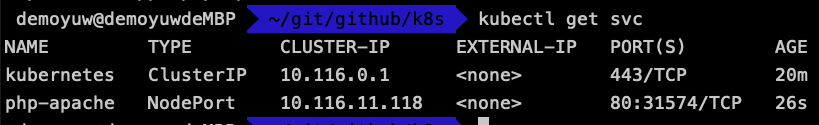 demoyuw@demoyuwdeMBP ~/git/github/k8s kubectl get svc
NAME TYPE CLUSTER-IP EXTERNAL-IP PORT(S) AGE
kubernetes ClusterIP 10.116.0.1 <none> 443/TCP 20m
php-apache NodePort 10.116.11.118 <none> 80:31574/TCP 26s